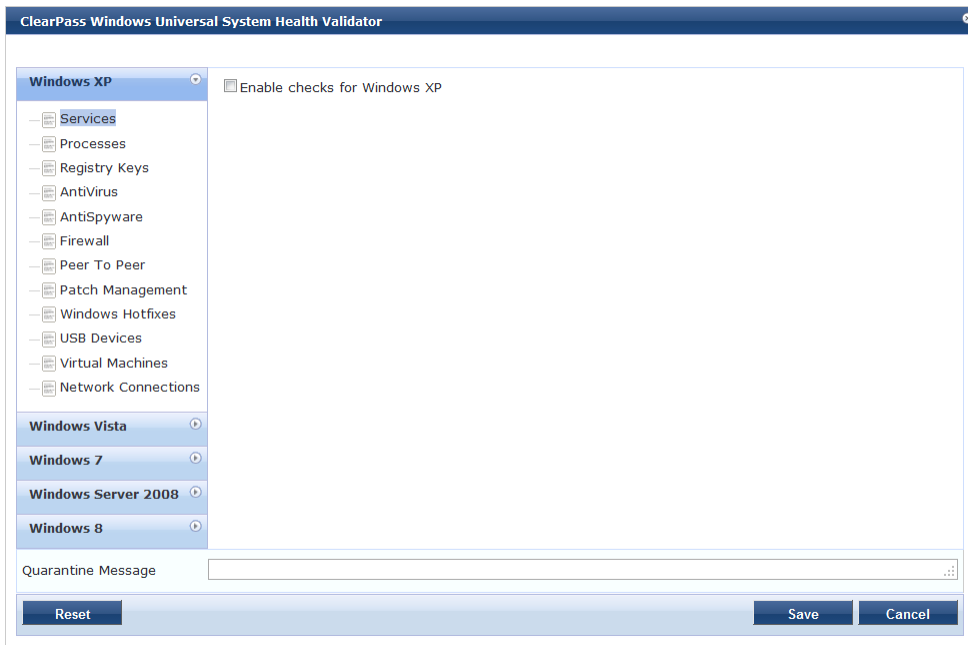 ClearPass Windows Universal System Health Validator
Windows XP
Enable checks for Windows XP
Services
Processes
Registry Keys
AntiVirus
AntiSpyware
Firewall
Peer To Peer
Patch Management
Windows Hotfixes
USB Devices
Virtual Machines
Network Connections
Windows Vista
Windows 7
Windows Server 2008
Windows 8
Quarantine Message
Reset
Save
Cancel